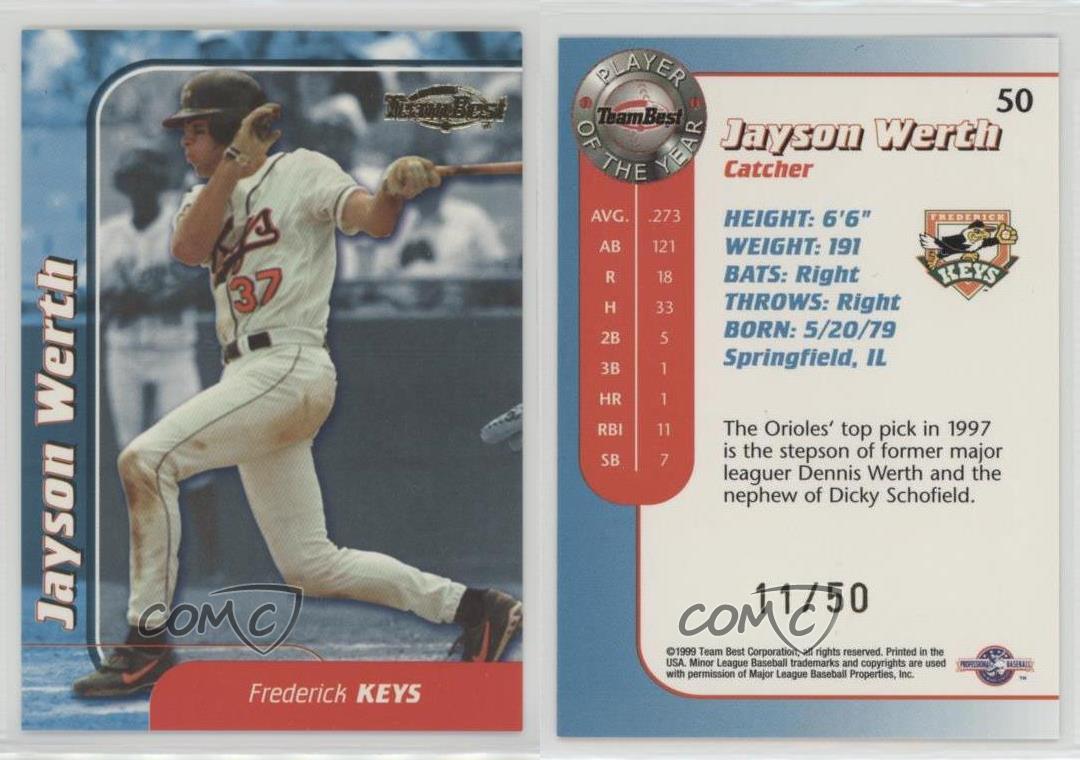 TeamBest
Jayson Werth
Keys
37
Frederick KEYS
COMC
PLAYER
TeamBest
OF THE YEAR
50
Jayson Werth
Catcher
AVG. .273
AB 121
R 18
H 33
2B 5
3B 1
HR 1
RBI 11
SB 7
HEIGHT: 6'6"
WEIGHT: 191
BATS: Right
THROWS: Right
BORN: 5/20/79
Springfield, IL
FREDERICK
KEYS
The Orioles' top pick in 1997
is the stepson of former major
leaguer Dennis Werth and the
nephew of Dicky Schofield.
11/50
COMC
©1999 Team Best Corporation, all rights reserved. Printed in the
USA. Minor League Baseball trademarks and copyrights are used
with permission of Major League Baseball Properties, Inc.
PROFESSIONAL BASEBALL
TM